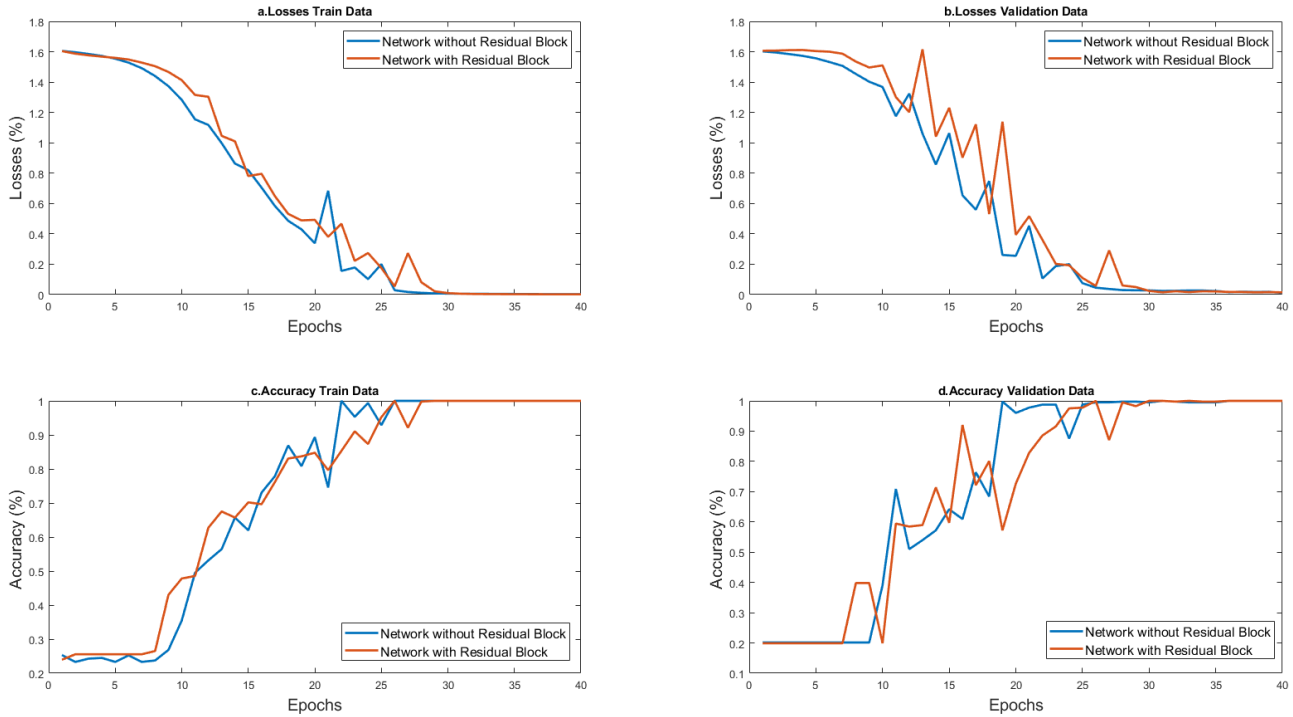 a.Losses Train Data
1.8
1.6
1.4
1.2
1
0.8
0.6
0.4
0.2
0
Losses (%)
Network without Residual Block
Network with Residual Block
0 5 10 15 20 25 30 35 40
Epochs
b.Losses Validation Data
1.8
1.6
1.4
1.2
1
0.8
0.6
0.4
0.2
0
Losses (%)
Network without Residual Block
Network with Residual Block
0 5 10 15 20 25 30 35 40
Epochs
c.Accuracy Train Data
1
0.9
0.8
0.7
0.6
0.5
0.4
0.3
0.2
Accuracy (%)
Network without Residual Block
Network with Residual Block
0 5 10 15 20 25 30 35 40
Epochs
d.Accuracy Validation Data
1
0.9
0.8
0.7
0.6
0.5
0.4
0.3
0.2
0.1
Accuracy (%)
Network without Residual Block
Network with Residual Block
0 5 10 15 20 25 30 35 40
Epochs